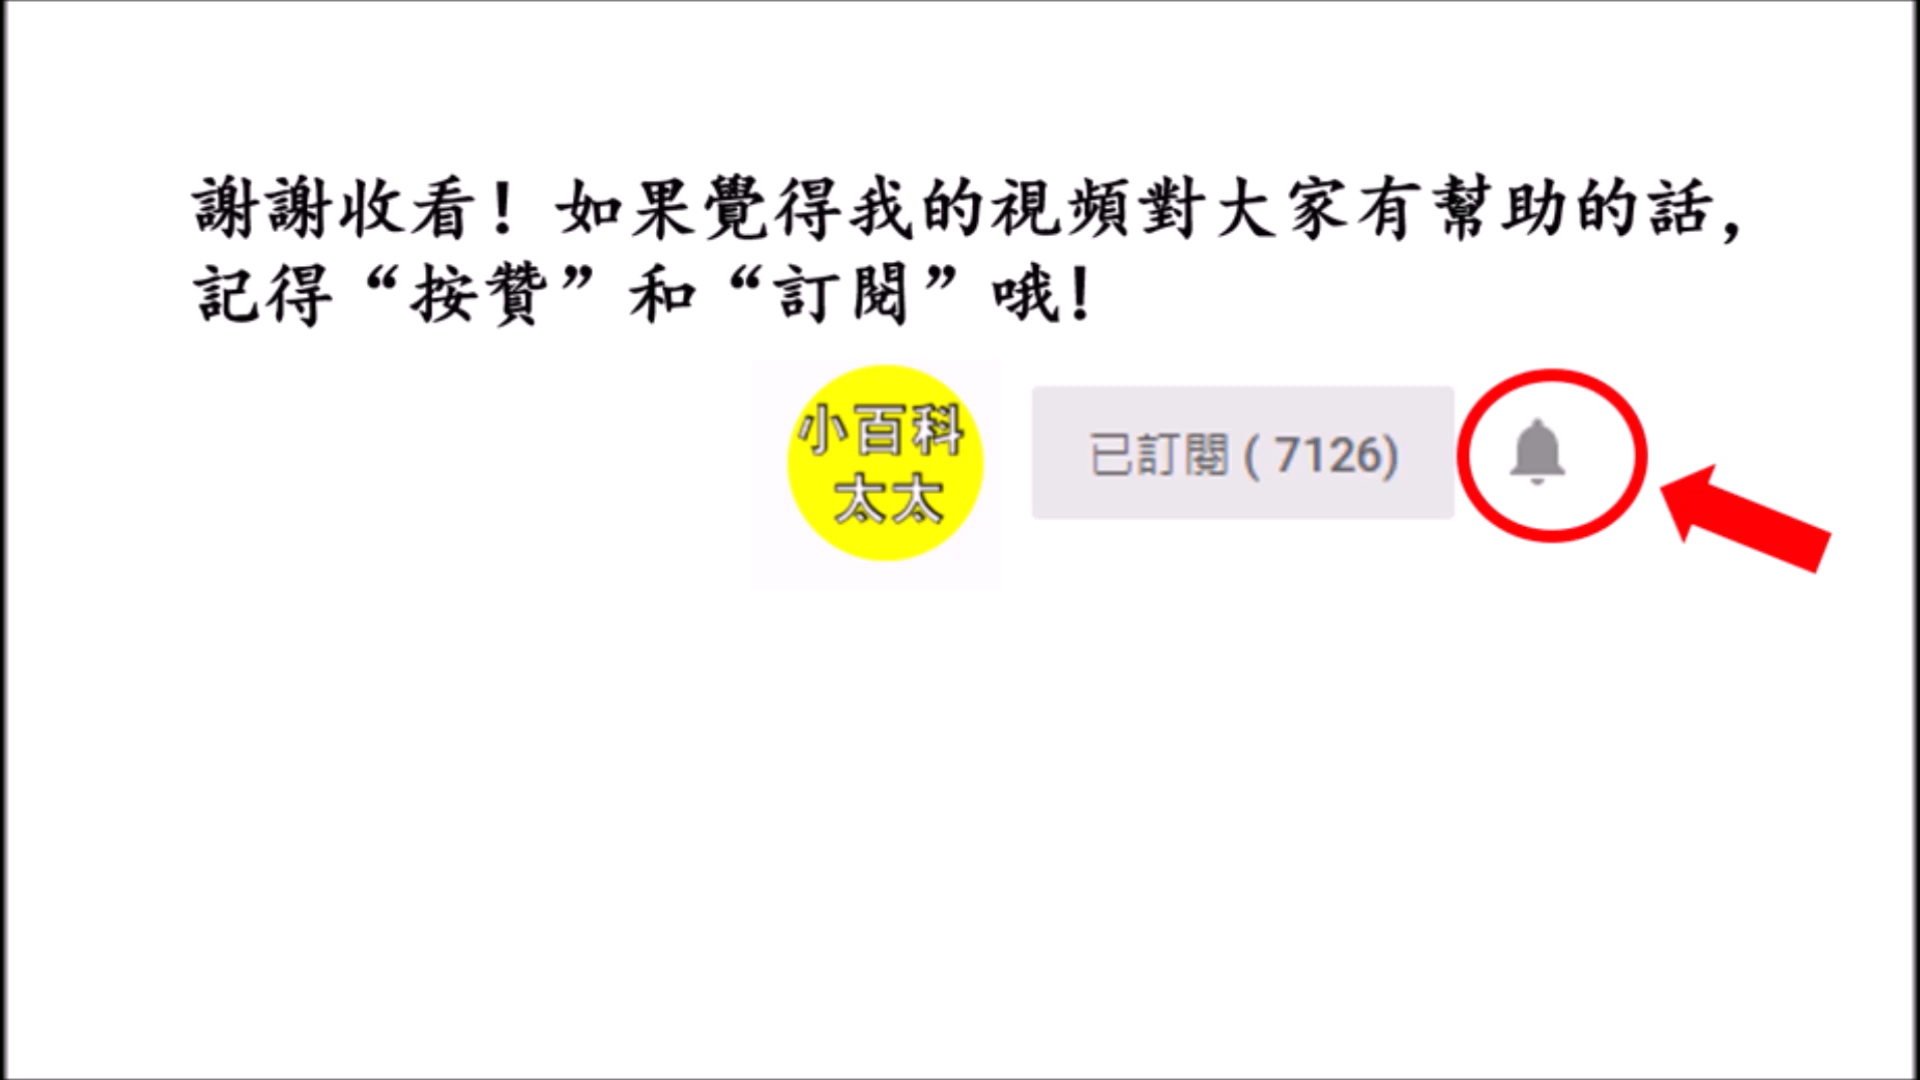 謝謝收看！如果覺得我的視頻對大家有幫助的話，
記得“按贊”和“訂閱”哦！
小百科
太太
已訂閱 ( 7126)